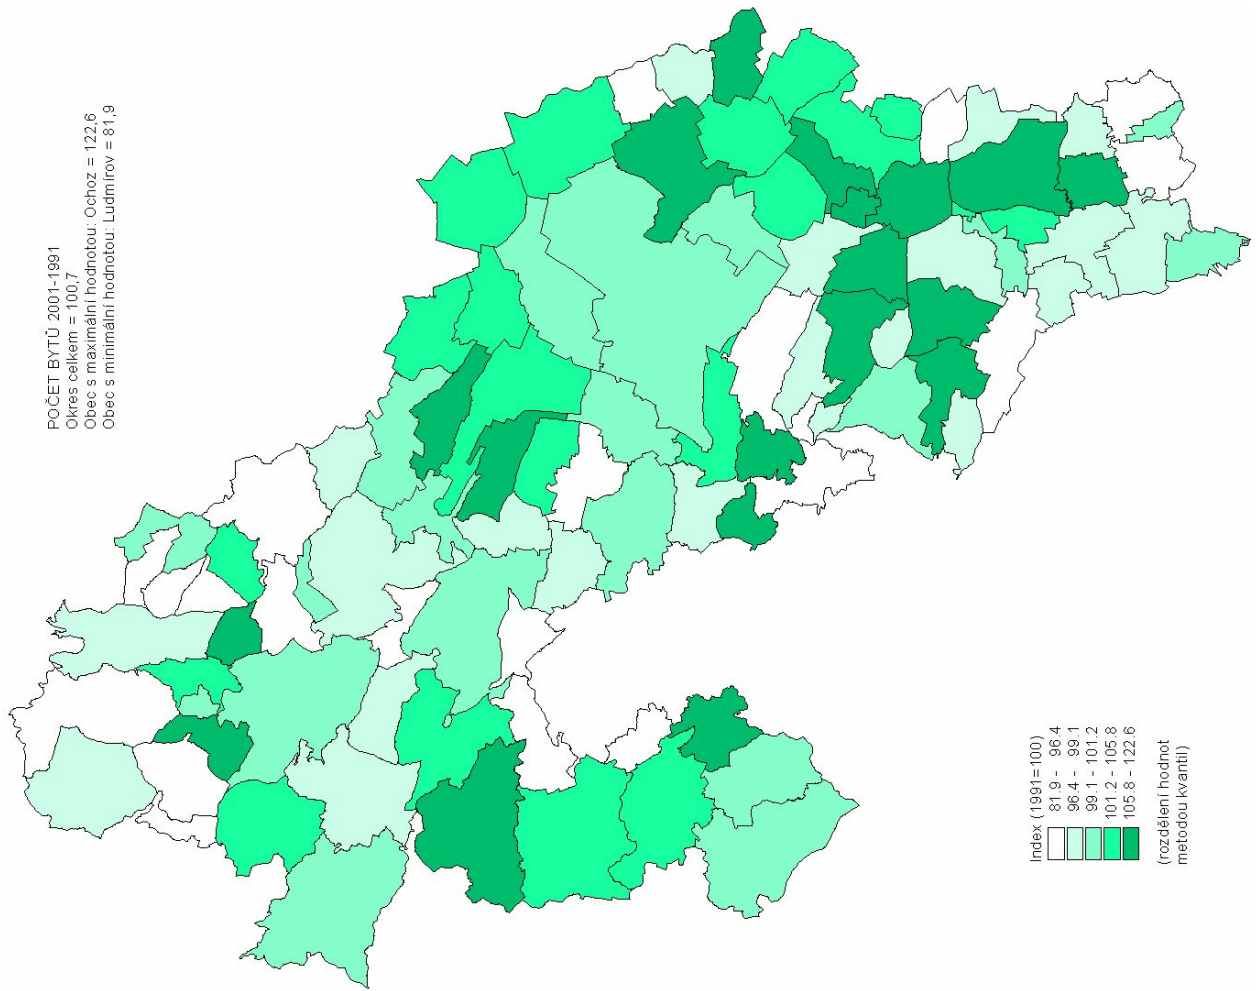 POČET BYTŮ 2001-1991
Okres celkem = 100,7
Obec s maximální hodnotou: Ochoz = 122,6
Obec s minimální hodnotou: Ludmírov = 81,9
Index (1991=100)
81.9 - 96.4
96.4 - 99.1
99.1 - 101.2
101.2 - 105.8
105.8 - 122.6
(rozdělení hodnot
metodou kvantil)